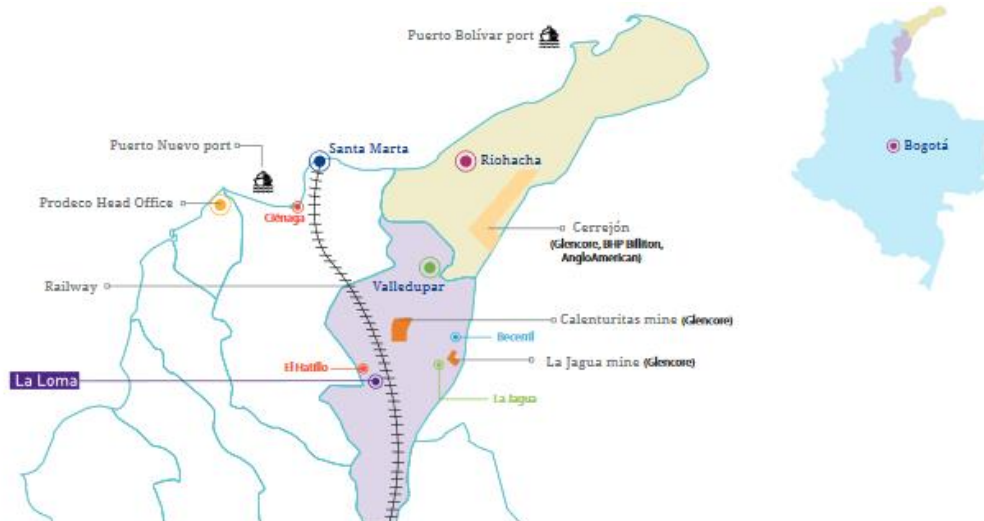 Puerto Bolívar port
Santa Marta
Puerto Nuevo port
Riohacha
Bogotá
Prodeco Head Office
Ciénaga
Cerrejón
(Glencore, BHP Billiton,
AngloAmerican)
Railway
Valledupar
Calenturitas mine (Glencore)
Becerril
El Hatillo
La Jagua mine (Glencore)
La Loma
La Jagua